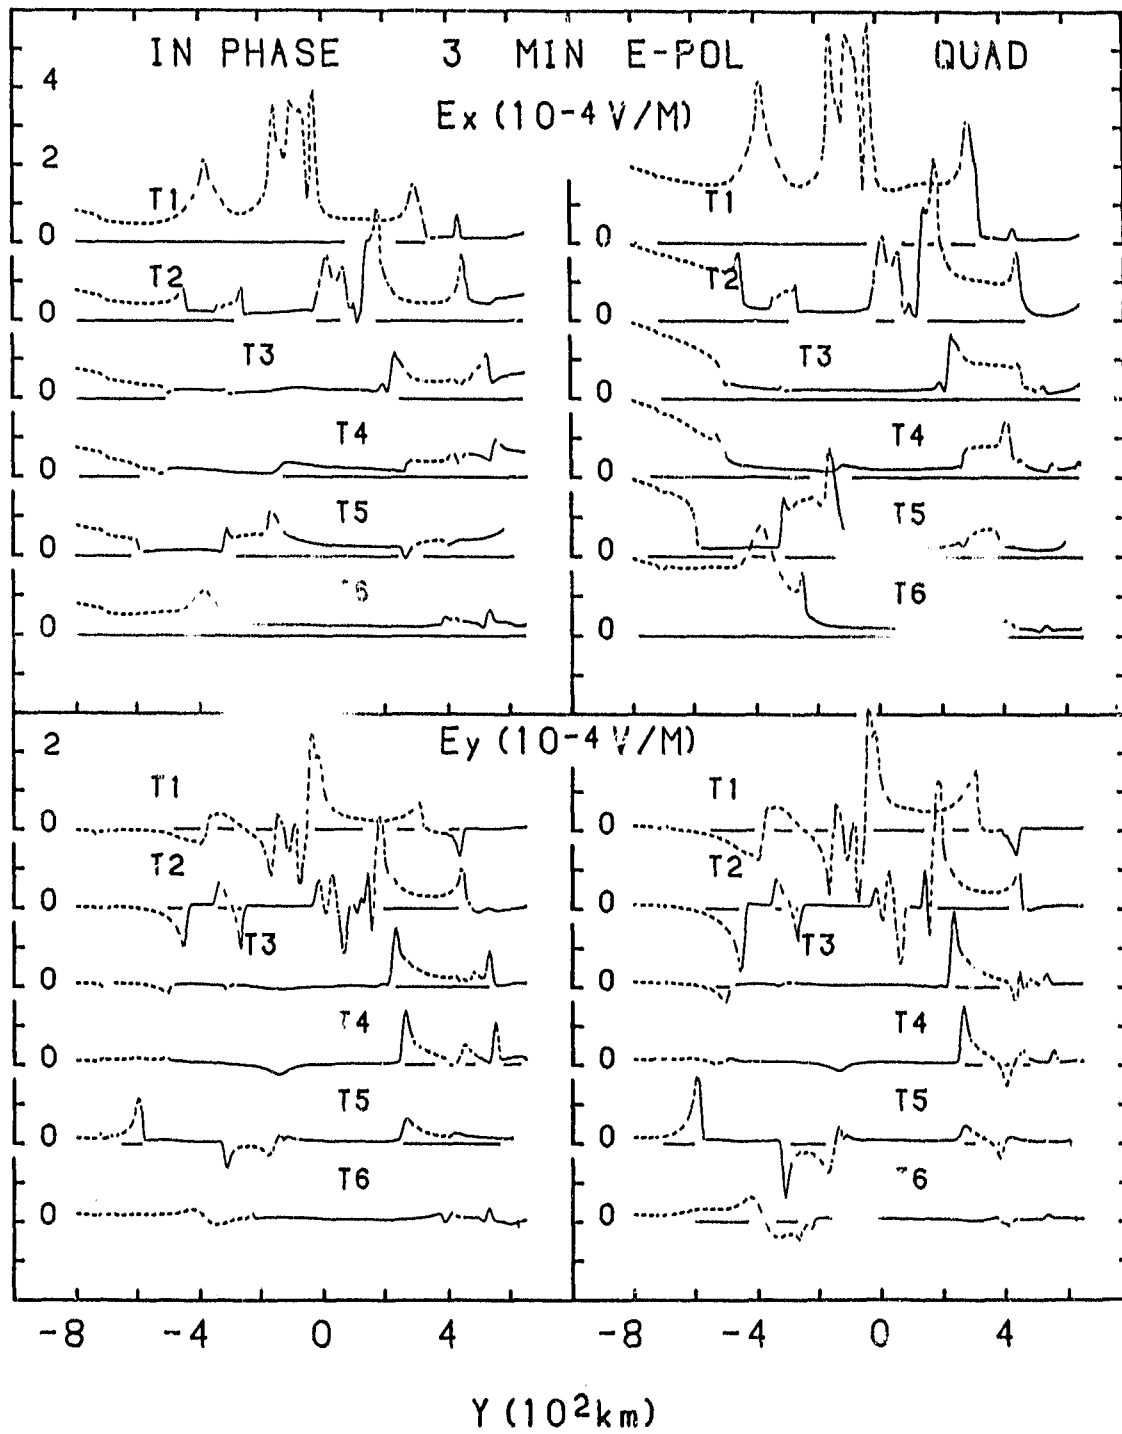 IN PHASE 3 MIN E-POL QUAD
Ex (10-4 V/M)
4
2
T1 T1
0 0
T2 T2
0 0
T3 T3
0 0
T4 T4
0 0
T5 T5
0 0
T6 T6
0 0
Ey (10-4 V/M)
2
T1 T1
0 0
T2 T2
0 0
T3 T3
0 0
T4 T4
0 0
T5 T5
0 0
T6 T6
0 0
-8 -4 0 4 -8 -4 0 4
Y (10²km)